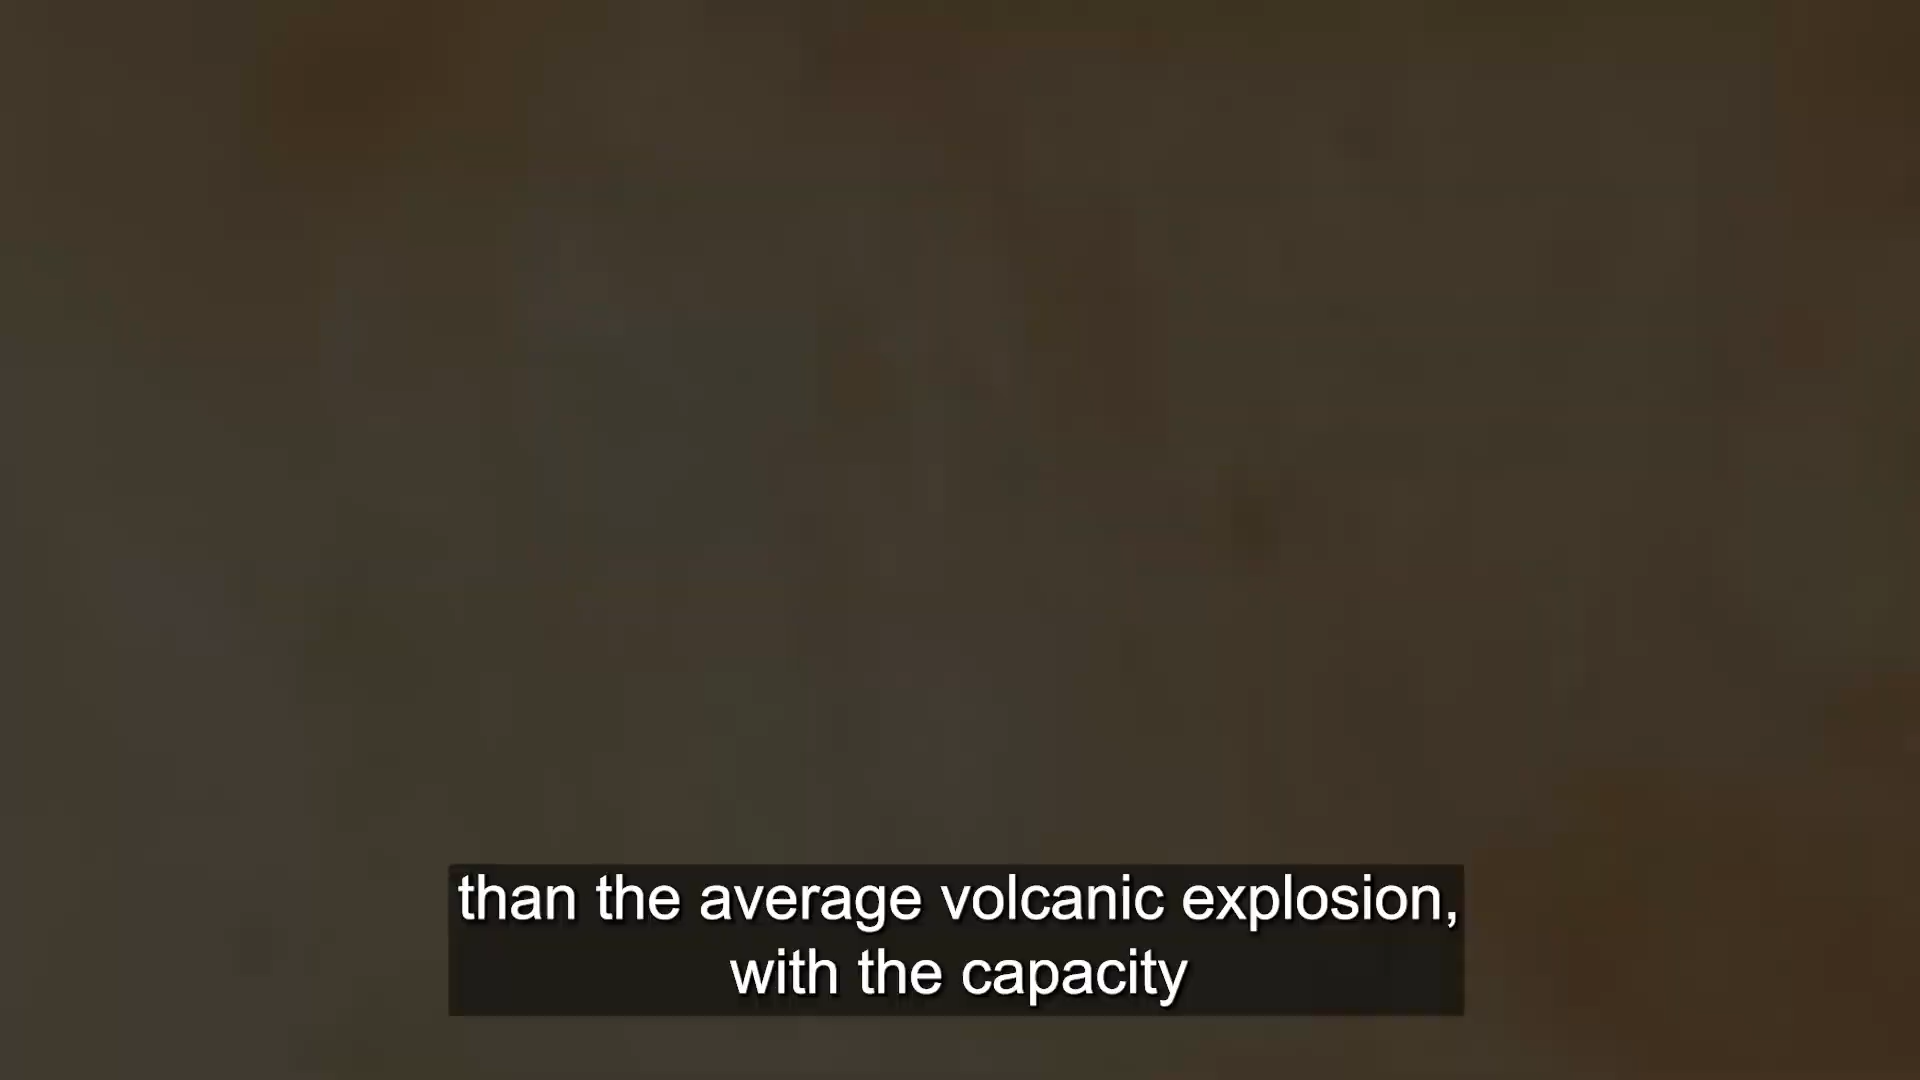 than the average volcanic explosion,
with the capacity